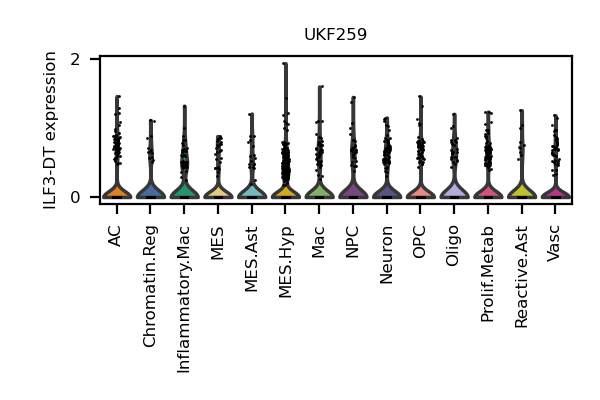 UKF259
ILF3-DT expression
2
0
AC
Chromatin.Reg
Inflammatory.Mac
MES
MES.Ast
MES.Hyp
Mac
NPC
Neuron
OPC
Oligo
Prolif.Metab
Reactive.Ast
Vasc